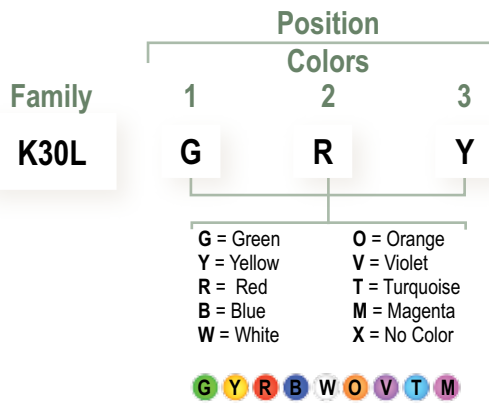 Position
Colors
Family 1 2 3
K30L G R Y
G = Green O = Orange
Y = Yellow V = Violet
R = Red T = Turquoise
B = Blue M = Magenta
W = White X = No Color
G Y R B W O V T M